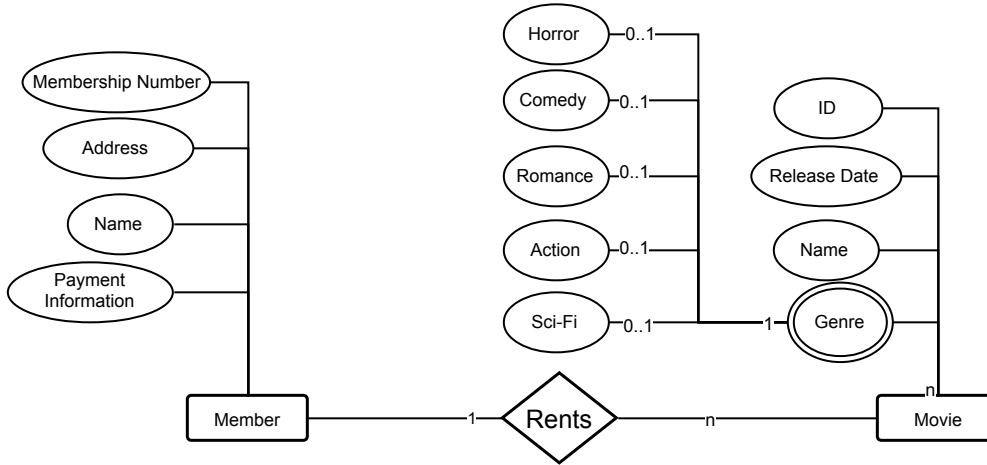 Horror
0..1
Membership Number
Comedy
0..1
ID
Address
Romance
0..1
Release Date
Name
Action
0..1
Name
Payment
Information
Sci-Fi
0..1
1
Genre
n
Member
1
Rents
n
Movie